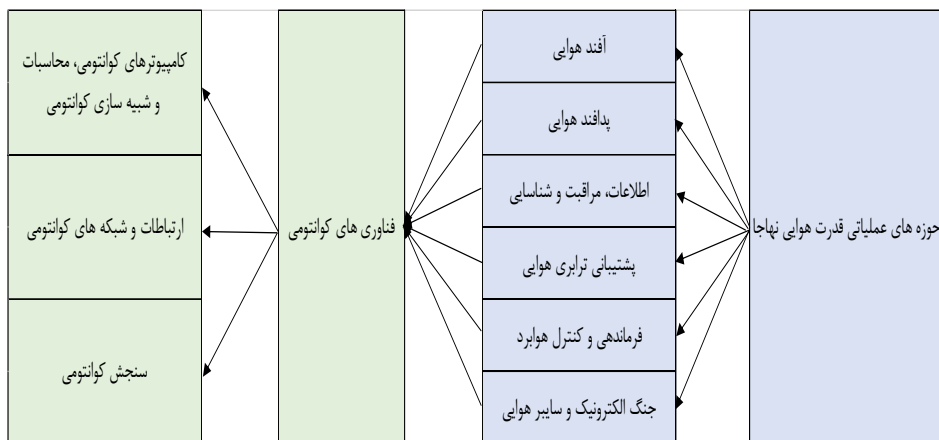 حوزه های عملیاتی قدرت هوایی نهاجا
آفند هوایی
پدافند هوایی
اطلاعات، مراقبت و شناسایی
پشتیبانی ترابری هوایی
فرماندهی و کنترل هوابرد
جنگ الکترونیک و سایبر هوایی
فناوری های کوانتومی
کامپیوترهای کوانتومی، محاسبات
و شبیه سازی کوانتومی
ارتباطات و شبکه های کوانتومی
سنجش کوانتومی